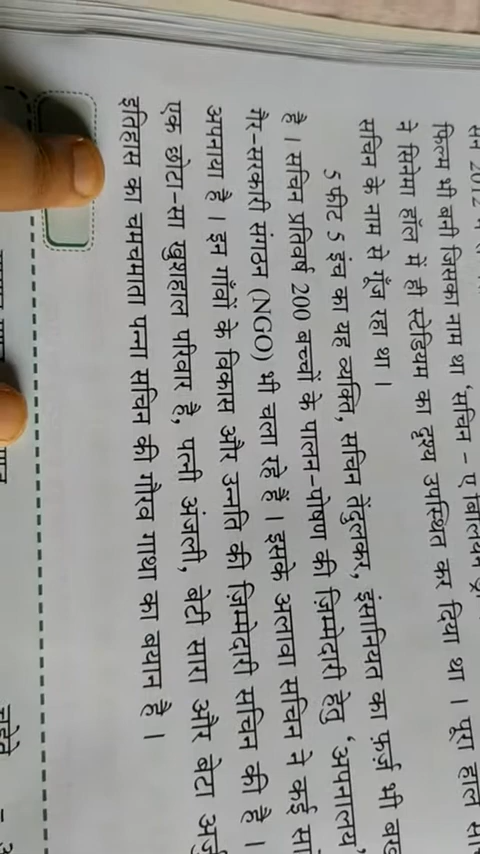 सन 2012 में
फिल्म भी बनी जिसका नाम था 'सचिन – ए बिलियन
ने सिनेमा हॉल में ही स्टेडियम का दृश्य उपस्थित कर दिया था । पूरा हाल
सचिन के नाम से गूँज रहा था ।
5 फीट 5 इंच का यह व्यक्ति, सचिन तेंदुलकर, इंसानियत का फ़र्ज़ भी
है । सचिन प्रतिवर्ष 200 बच्चों के पालन-पोषण की ज़िम्मेदारी हेतु 'अपनालय'
गैर-सरकारी संगठन (NGO) भी चला रहे हैं । इसके अलावा सचिन ने कई
अपनाया है । इन गाँवों के विकास और उन्नति की ज़िम्मेदारी सचिन की है ।
एक छोटा-सा खुशहाल परिवार है, पत्नी अंजली, बेटी सारा और बेटा
इतिहास का चमचमाता पन्ना सचिन की गौरव गाथा का बयान है ।